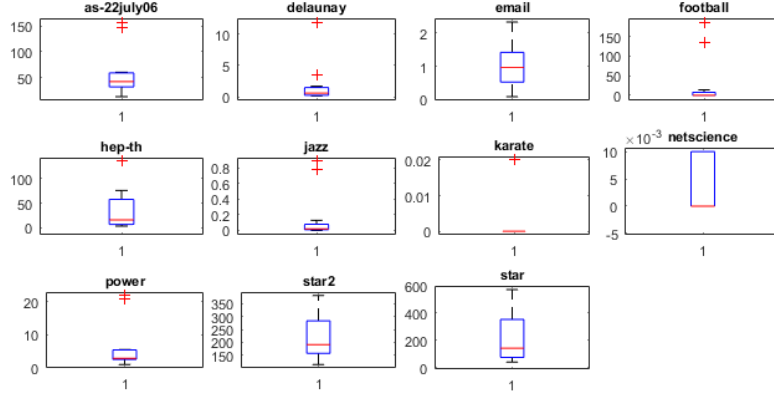 as-22july06 delaunay email football
150 10 2 150
100 5 1 100
50 0 0 50
0
1 1 1 1
hep-th jazz karate netscience
×10⁻³
100 0.8 0.02 10
50 0.6 0.01 5
0 0.4 0 0
0.2 -5
0
1 1 1 1
power star2 star
20 350 600
10 300 400
0 250 200
200 0
150
1 1 1